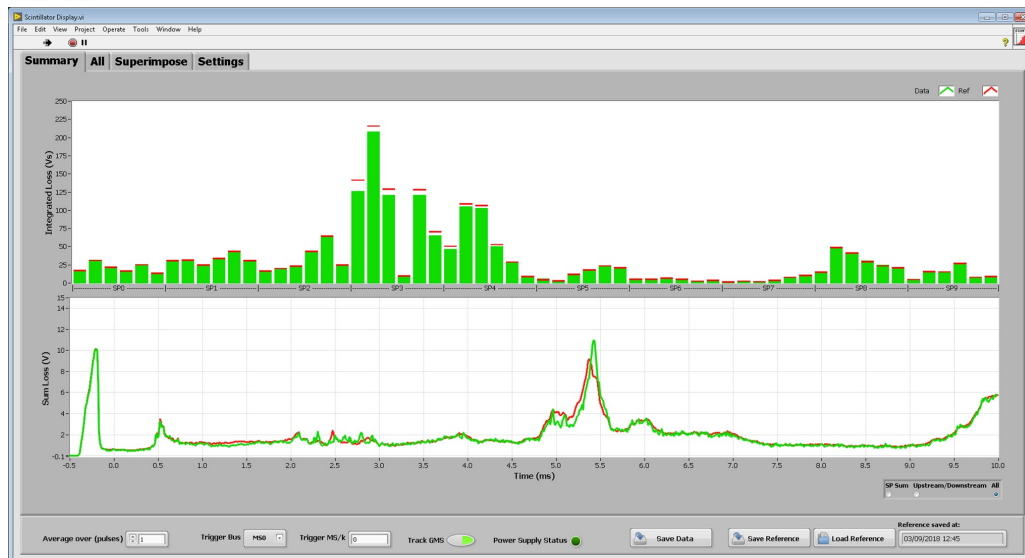 Scintillator Display.vi
File Edit View Project Operate Tools Window Help
Summary All Superimpose Settings
Data Ref
Integrated Loss (Vs)
250
225
200
175
150
125
100
75
50
25
0
SP0 SP1 SP2 SP3 SP4 SP5 SP6 SP7 SP8 SP9
Sum Loss (V)
15
14
12
10
8
6
4
2
-0.1
-0.5 0.0 0.5 1.0 1.5 2.0 2.5 3.0 3.5 4.0 4.5 5.0 5.5 6.0 6.5 7.0 7.5 8.0 8.5 9.0 9.5 10.0
Time (ms)
SP Sum Upstream/Downstream All
Reference saved at:
Average over (pulses) 1 Trigger Bus MS0 Trigger MS/k 0 Track GMS Power Supply Status Save Data Save Reference Load Reference 03/09/2018 12:45